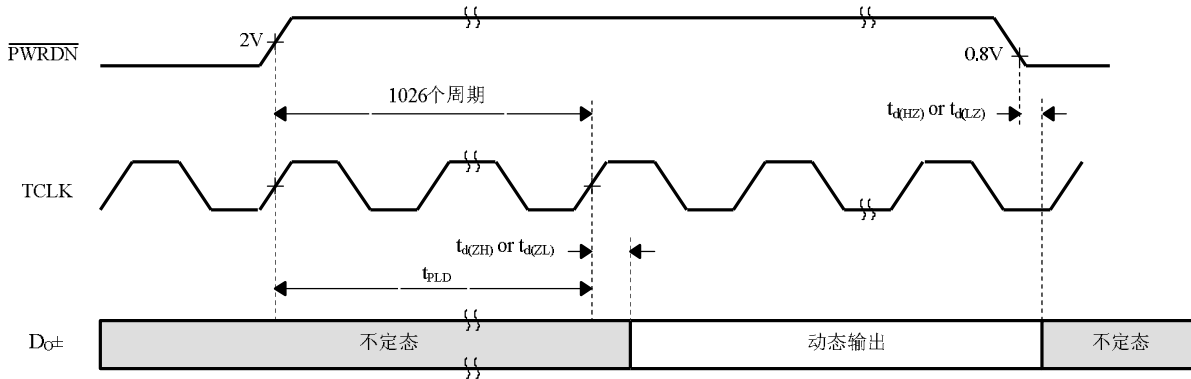 2V
P̅W̅R̅D̅N̅
0.8V
1026个周期
td(HZ) or td(LZ)
TCLK
td(ZH) or td(ZL)
tPLD
DO±
不定态
动态输出
不定态